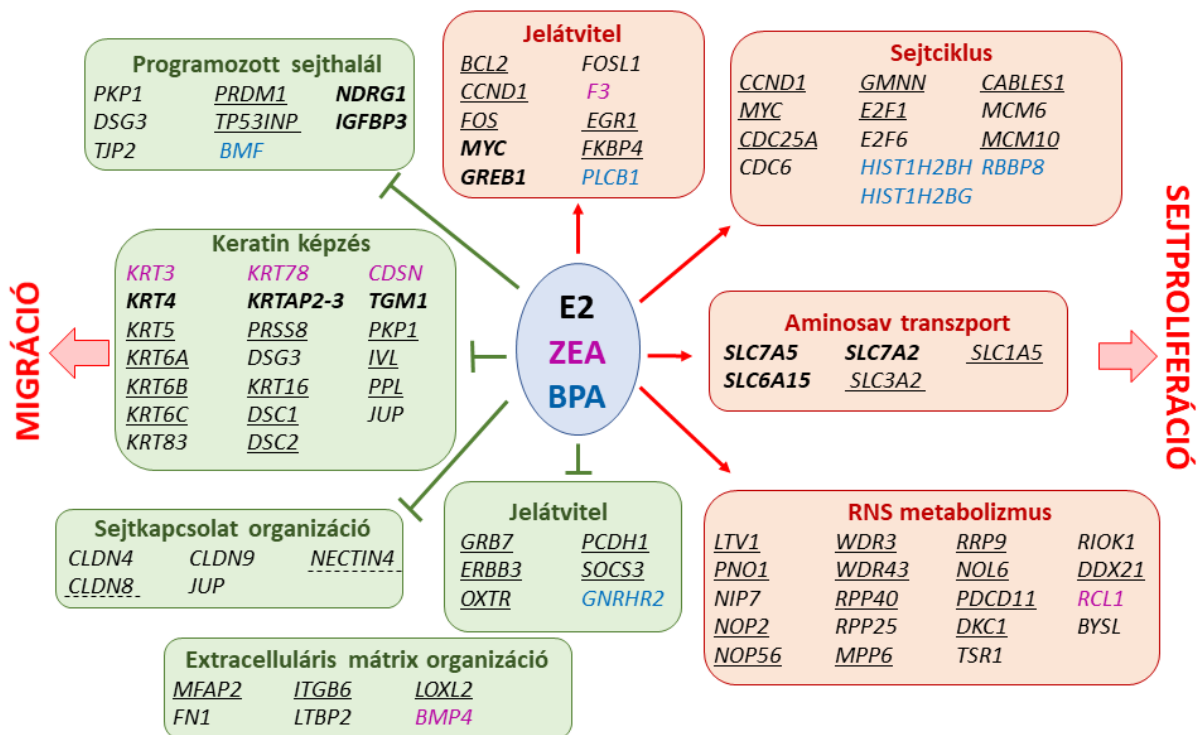 Programozott sejthalál
PKP1 PRDM1 NDRG1
DSG3 TP53INP IGFBP3
TJP2 BMF
Jelátvitel
BCL2 FOSL1
CCND1 F3
FOS EGR1
MYC FKBP4
GREB1 PLCB1
Sejtciklus
CCND1 GMNN CABLES1
MYC E2F1 MCM6
CDC25A E2F6 MCM10
CDC6 HIST1H2BH RBBP8
HIST1H2BG
MIGRÁCIÓ
Keratin képzés
KRT3 KRT78 CDSN
KRT4 KRTAP2-3 TGM1
KRT5 PRSS8 PKP1
KRT6A DSG3 IVL
KRT6B KRT16 PPL
KRT6C DSC1 JUP
KRT83 DSC2
E2
ZEA
BPA
Aminosav transzport
SLC7A5 SLC7A2 SLC1A5
SLC6A15 SLC3A2
SEJTPROLIFERÁCIÓ
Sejtkapcsolat organizáció
CLDN4 CLDN9 NECTIN4
CLDN8 JUP
Jelátvitel
GRB7 PCDH1
ERBB3 SOCS3
OXTR GNRHR2
RNS metabolizmus
LTV1 WDR3 RRP9 RIOK1
PNO1 WDR43 NOL6 DDX21
NIP7 RPP40 PDCD11 RCL1
NOP2 RPP25 DKC1 BYSL
NOP56 MPP6 TSR1
Extracelluláris mátrix organizáció
MFAP2 ITGB6 LOXL2
FN1 LTBP2 BMP4